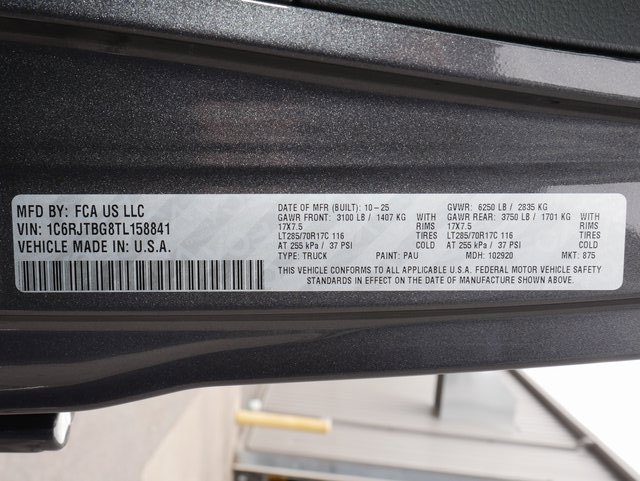 MFD BY: FCA US LLC
VIN: 1C6RJTBG8TL158841
VEHICLE MADE IN U.S.A.
DATE OF MFR (BUILT): 10-25 GVWR: 6250 LB / 2835 KG
GAWR FRONT: 3100 LB / 1407 KG WITH GAWR REAR: 3750 LB / 1701 KG WITH
17X7.5 RIMS 17X7.5 RIMS
LT285/70R17C 116 TIRES LT285/70R17C 116 TIRES
AT 255 kPa / 37 PSI COLD AT 255 kPa / 37 PSI COLD
TYPE: TRUCK PAINT: PAU MDH: 102920 MKT: 875
THIS VEHICLE CONFORMS TO ALL APPLICABLE U.S.A. FEDERAL MOTOR VEHICLE SAFETY
STANDARDS IN EFFECT ON THE DATE OF MANUFACTURE SHOWN ABOVE.